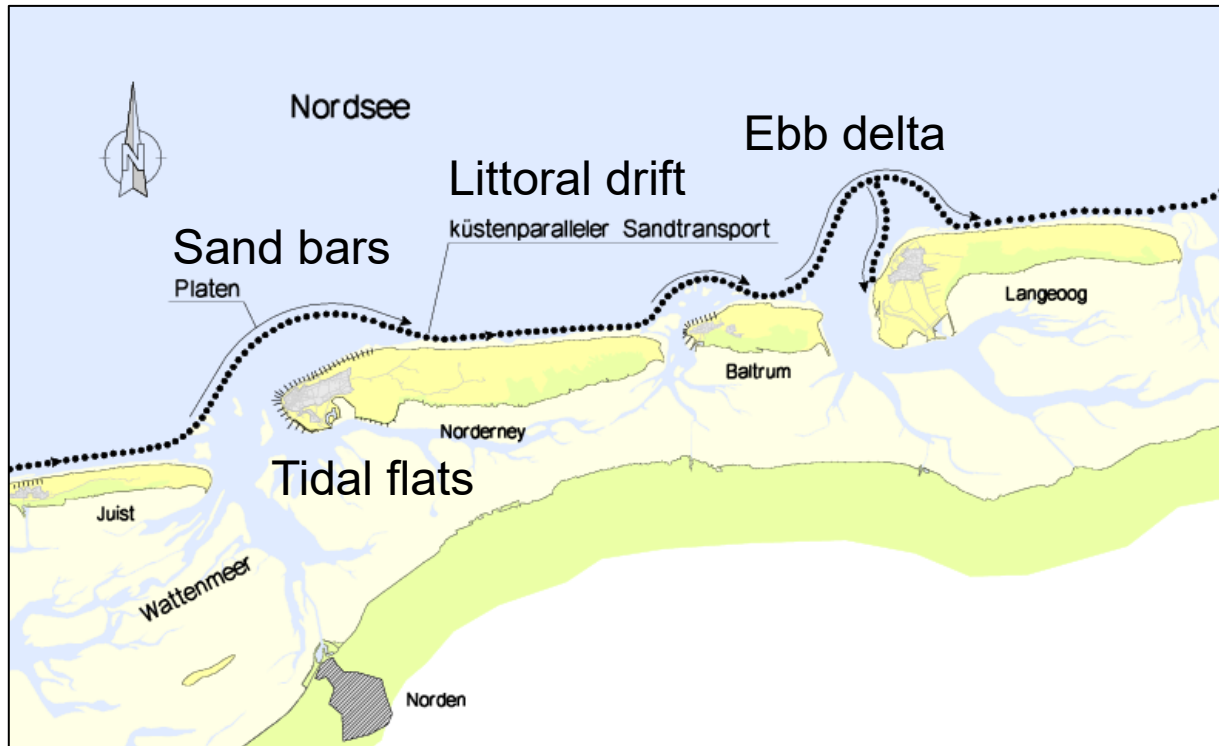 Nordsee
N
Ebb delta
Littoral drift
küstenparalleler Sandtransport
Sand bars
Platen
Langeoog
Baltrum
Norderney
Tidal flats
Juist
Wattenmeer
Norden